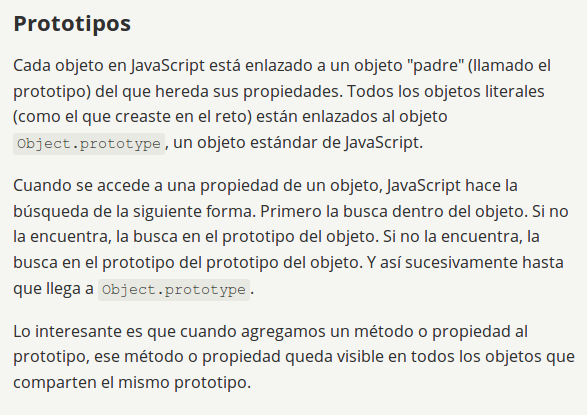 Prototipos
Cada objeto en JavaScript está enlazado a un objeto "padre" (llamado el
prototipo) del que hereda sus propiedades. Todos los objetos literales
(como el que creaste en el reto) están enlazados al objeto
Object.prototype, un objeto estándar de JavaScript.
Cuando se accede a una propiedad de un objeto, JavaScript hace la
búsqueda de la siguiente forma. Primero la busca dentro del objeto. Si no
la encuentra, la busca en el prototipo del objeto. Si no la encuentra, la
busca en el prototipo del prototipo del objeto. Y así sucesivamente hasta
que llega a Object.prototype.
Lo interesante es que cuando agregamos un método o propiedad al
prototipo, ese método o propiedad queda visible en todos los objetos que
comparten el mismo prototipo.